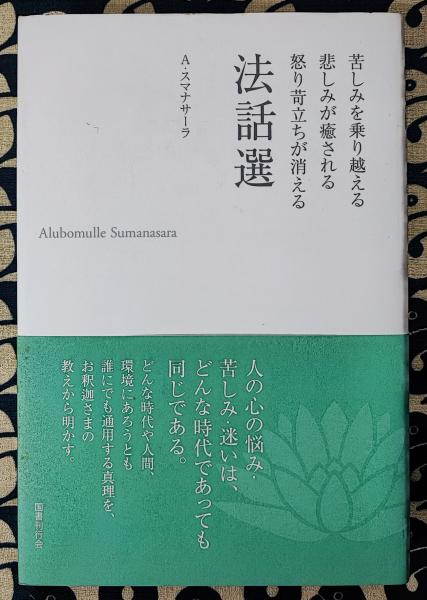 苦しみを乗り越える
悲しみが癒される
怒り苛立ちが消える
法話選
A・スマナサーラ
Alubomulle Sumanasara
人の心の悩み・
苦しみ・迷いは、
どんな時代であっても
同じである。
どんな時代や人間、
環境にあろうとも
誰にでも通用する真理を、
お釈迦さまの
教えから明かす。
国書刊行会